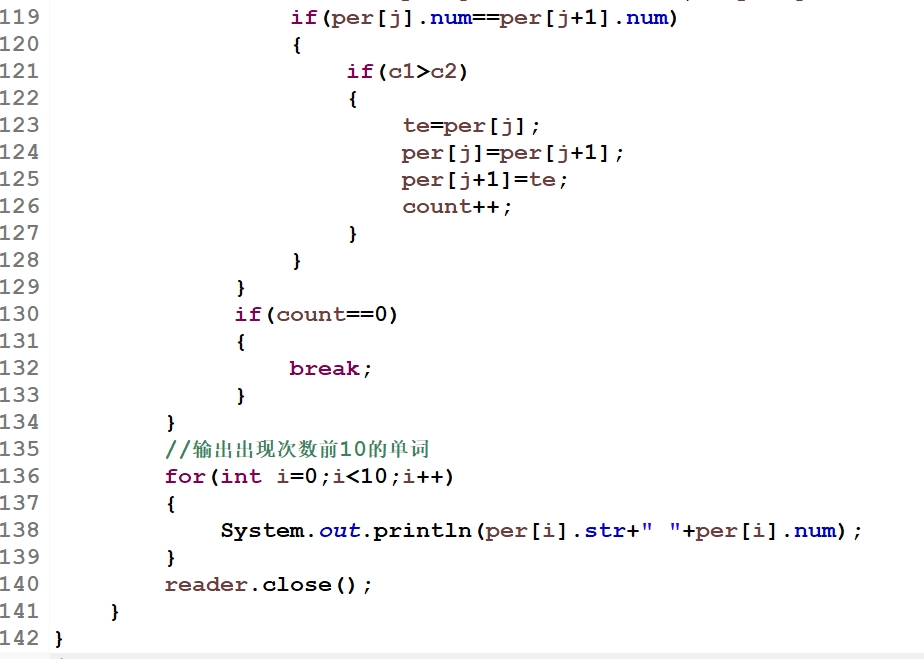 119 if(per[j].num==per[j+1].num)
120 {
121 if(c1>c2)
122 {
123 te=per[j];
124 per[j]=per[j+1];
125 per[j+1]=te;
126 count++;
127 }
128 }
129 }
130 if(count==0)
131 {
132 break;
133 }
134 }
135 //输出出现次数前10的单词
136 for(int i=0;i<10;i++)
137 {
138 System.out.println(per[i].str+" "+per[i].num);
139 }
140 reader.close();
141 }
142 }